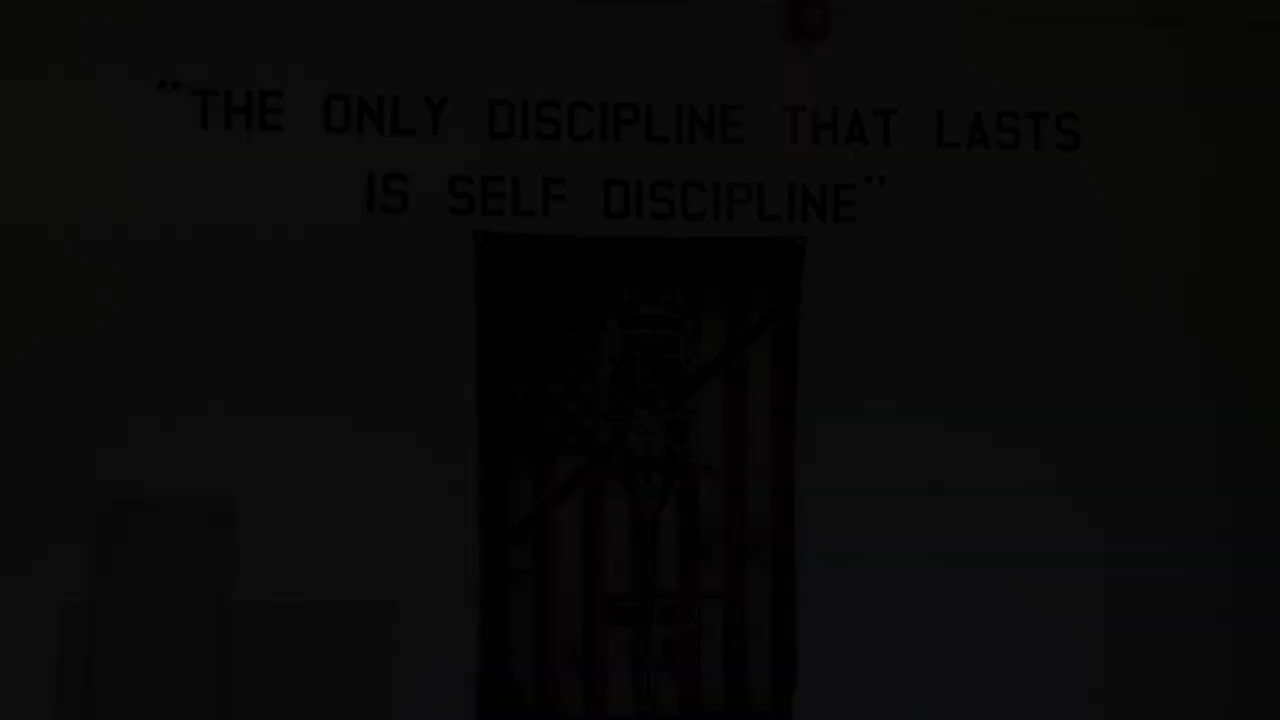 "THE ONLY DISCIPLINE THAT LASTS
IS SELF DISCIPLINE"